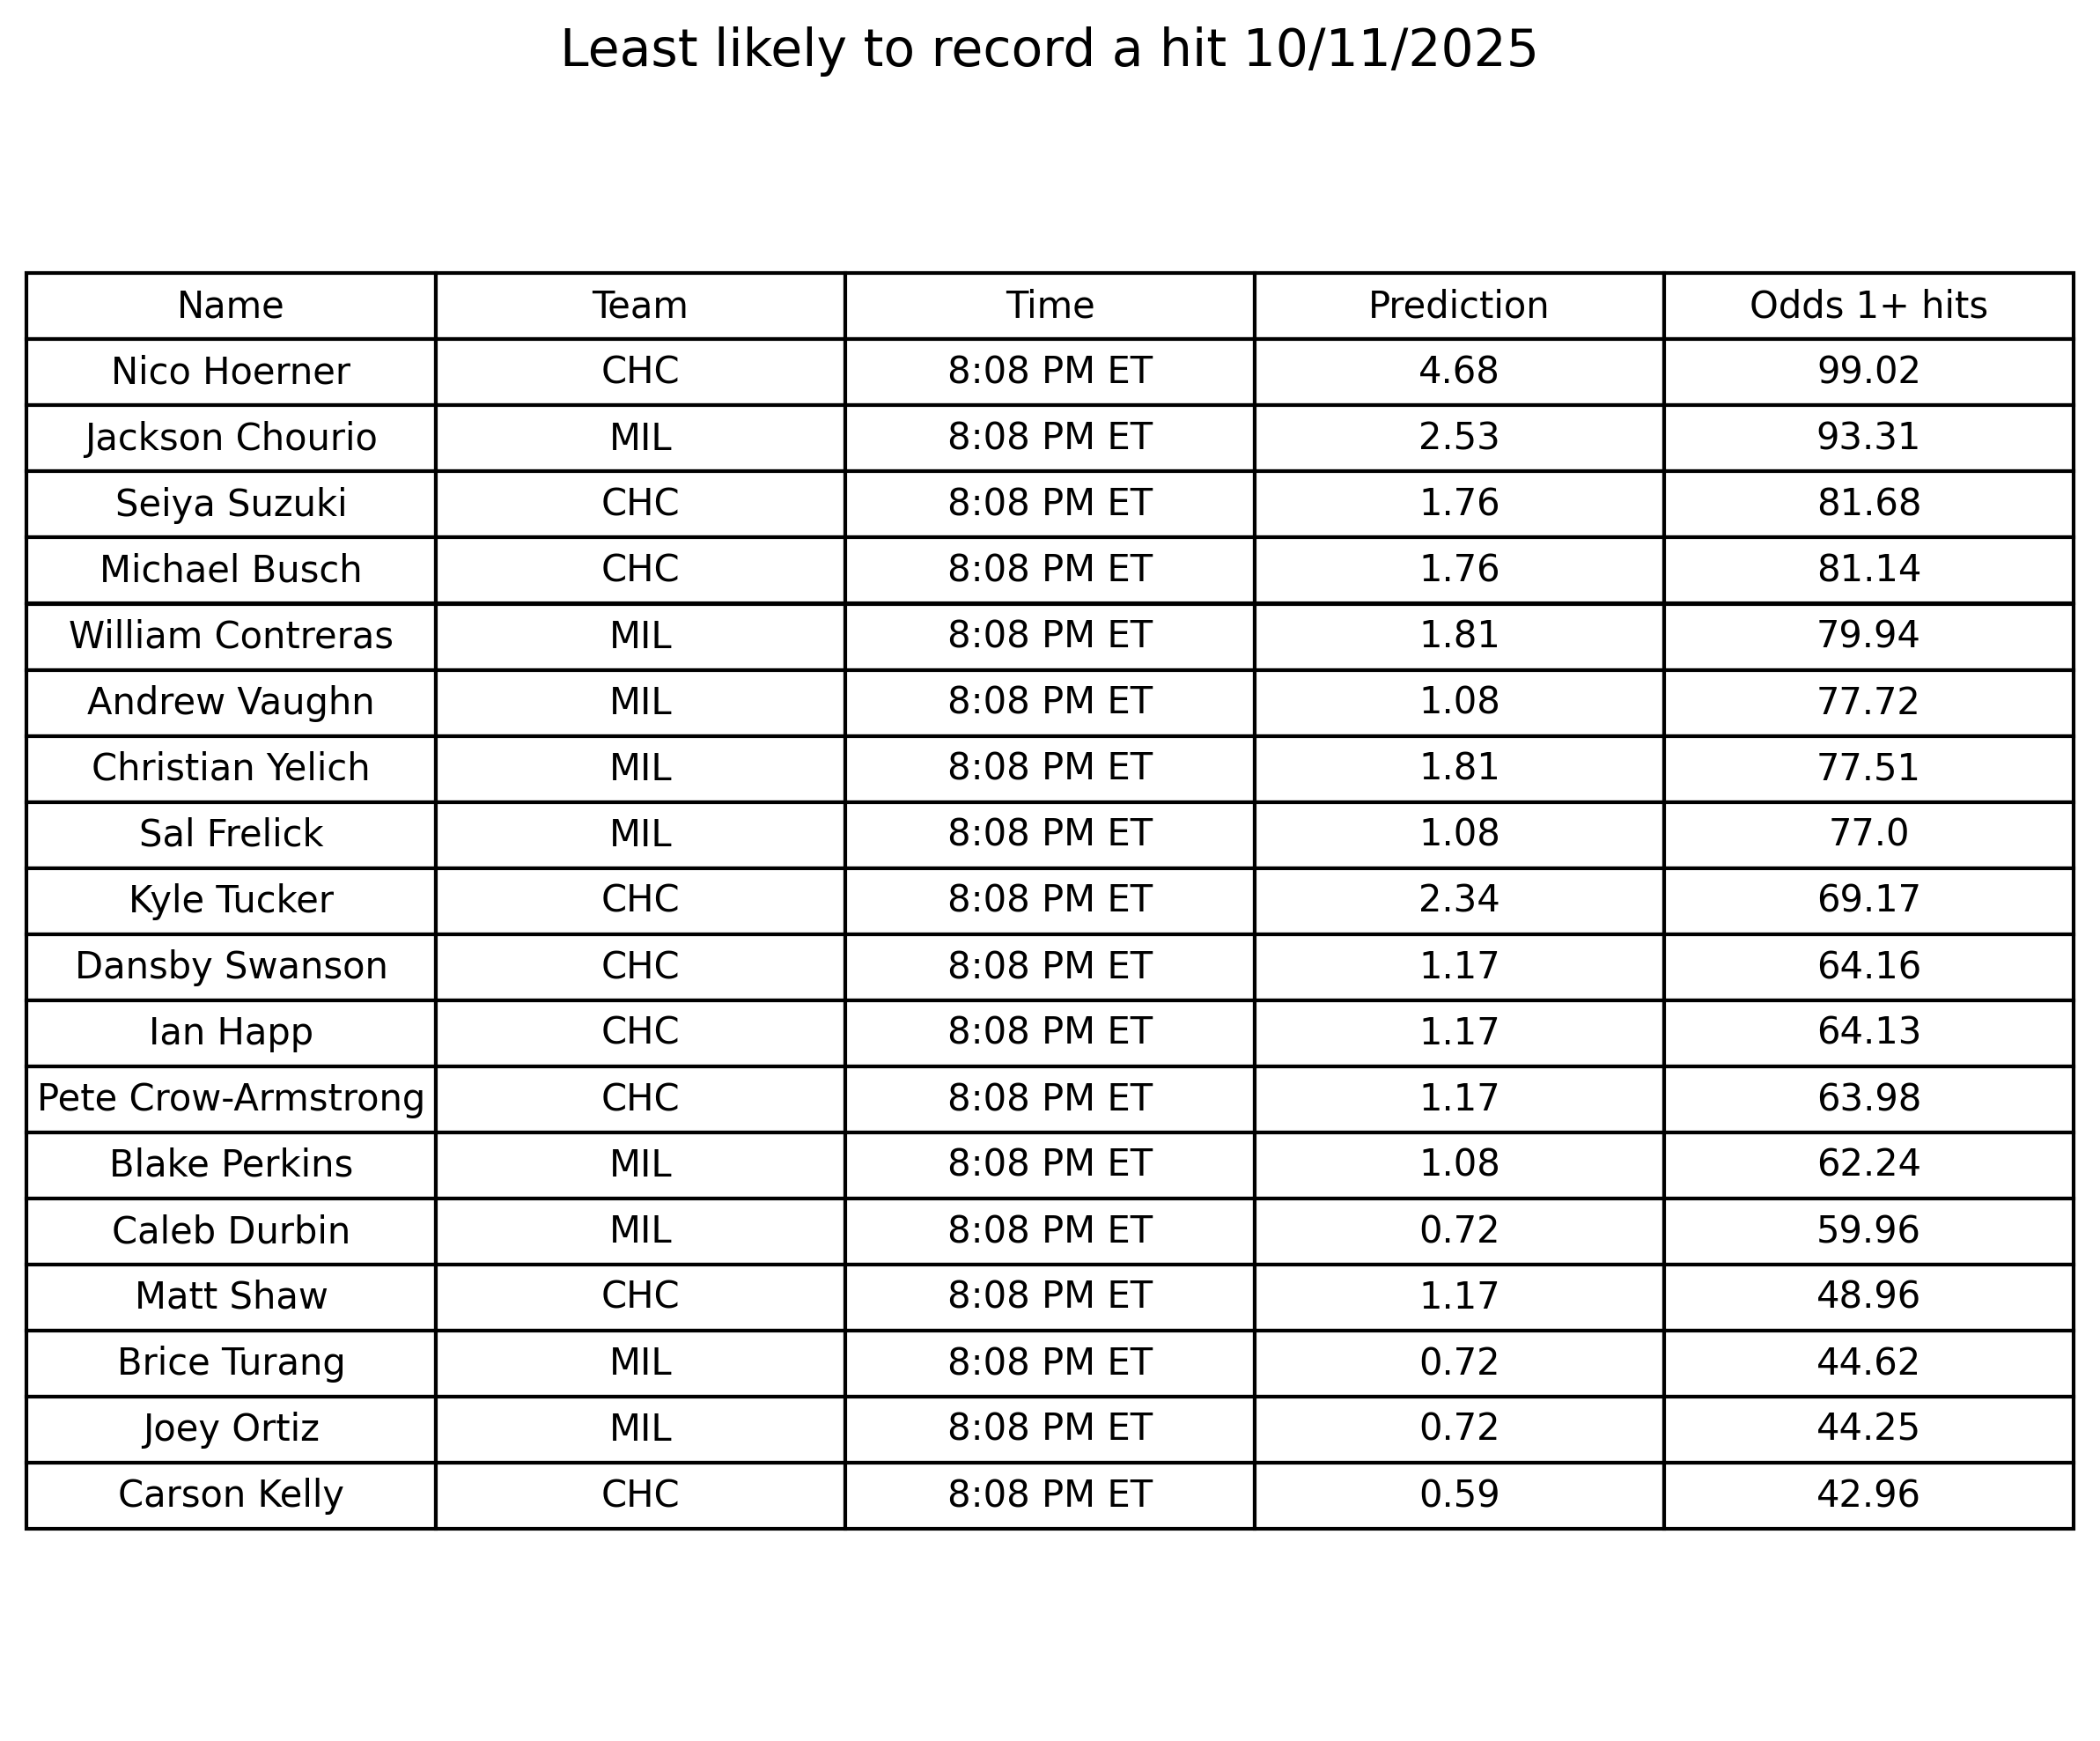 Least likely to record a hit 10/11/2025
Name Team Time Prediction Odds 1+ hits
Nico Hoerner CHC 8:08 PM ET 4.68 99.02
Jackson Chourio MIL 8:08 PM ET 2.53 93.31
Seiya Suzuki CHC 8:08 PM ET 1.76 81.68
Michael Busch CHC 8:08 PM ET 1.76 81.14
William Contreras MIL 8:08 PM ET 1.81 79.94
Andrew Vaughn MIL 8:08 PM ET 1.08 77.72
Christian Yelich MIL 8:08 PM ET 1.81 77.51
Sal Frelick MIL 8:08 PM ET 1.08 77.0
Kyle Tucker CHC 8:08 PM ET 2.34 69.17
Dansby Swanson CHC 8:08 PM ET 1.17 64.16
Ian Happ CHC 8:08 PM ET 1.17 64.13
Pete Crow-Armstrong CHC 8:08 PM ET 1.17 63.98
Blake Perkins MIL 8:08 PM ET 1.08 62.24
Caleb Durbin MIL 8:08 PM ET 0.72 59.96
Matt Shaw CHC 8:08 PM ET 1.17 48.96
Brice Turang MIL 8:08 PM ET 0.72 44.62
Joey Ortiz MIL 8:08 PM ET 0.72 44.25
Carson Kelly CHC 8:08 PM ET 0.59 42.96